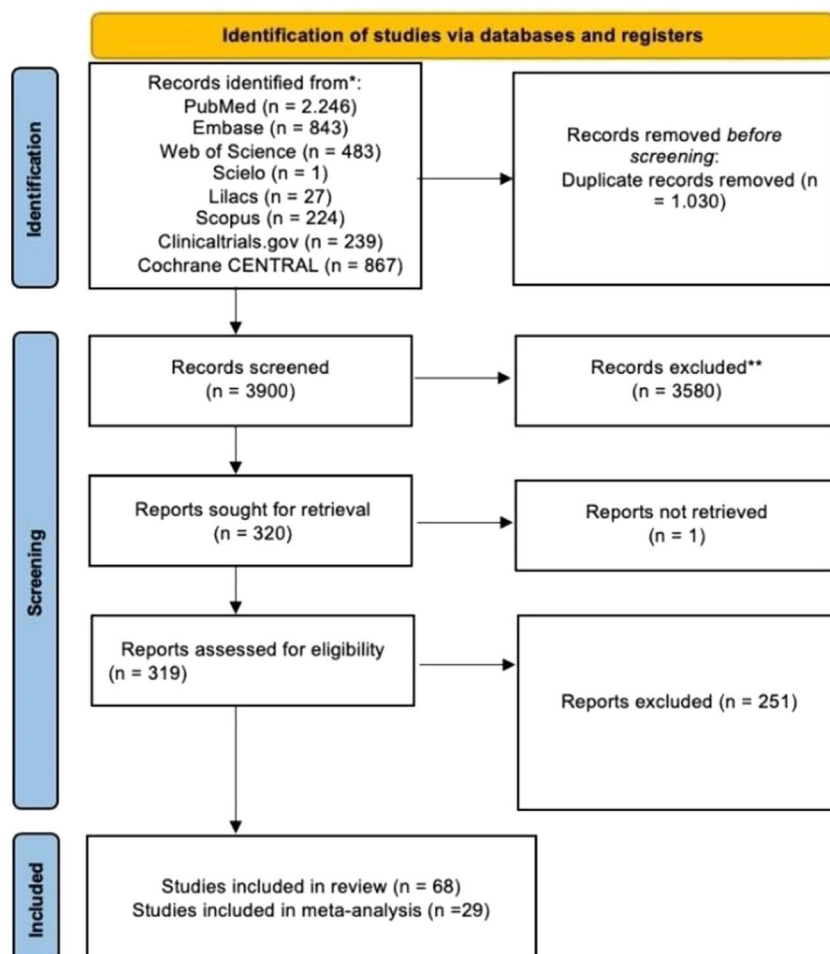 Identification of studies via databases and registers
Identification
Records identified from*:
PubMed (n = 2.246)
Embase (n = 843)
Web of Science (n = 483)
Scielo (n = 1)
Lilacs (n = 27)
Scopus (n = 224)
Clinicaltrials.gov (n = 239)
Cochrane CENTRAL (n = 867)
Records removed before
screening:
Duplicate records removed (n
= 1.030)
Screening
Records screened
(n = 3900)
Records excluded**
(n = 3580)
Reports sought for retrieval
(n = 320)
Reports not retrieved
(n = 1)
Reports assessed for eligibility
(n = 319)
Reports excluded (n = 251)
Included
Studies included in review (n = 68)
Studies included in meta-analysis (n =29)